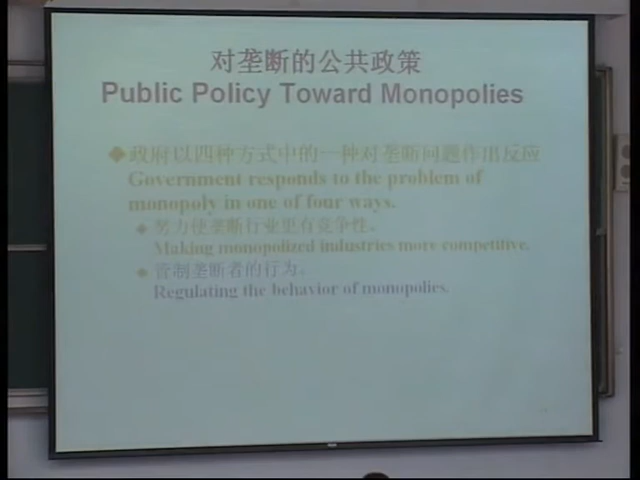 对垄断的公共政策
Public Policy Toward Monopolies
政府以四种方式中的一种对垄断问题作出反应
Government responds to the problem of
monopoly in one of four ways.
努力使垄断行业更有竞争性。
Making monopolized industries more competitive.
管制垄断者的行为。
Regulating the behavior of monopolies.